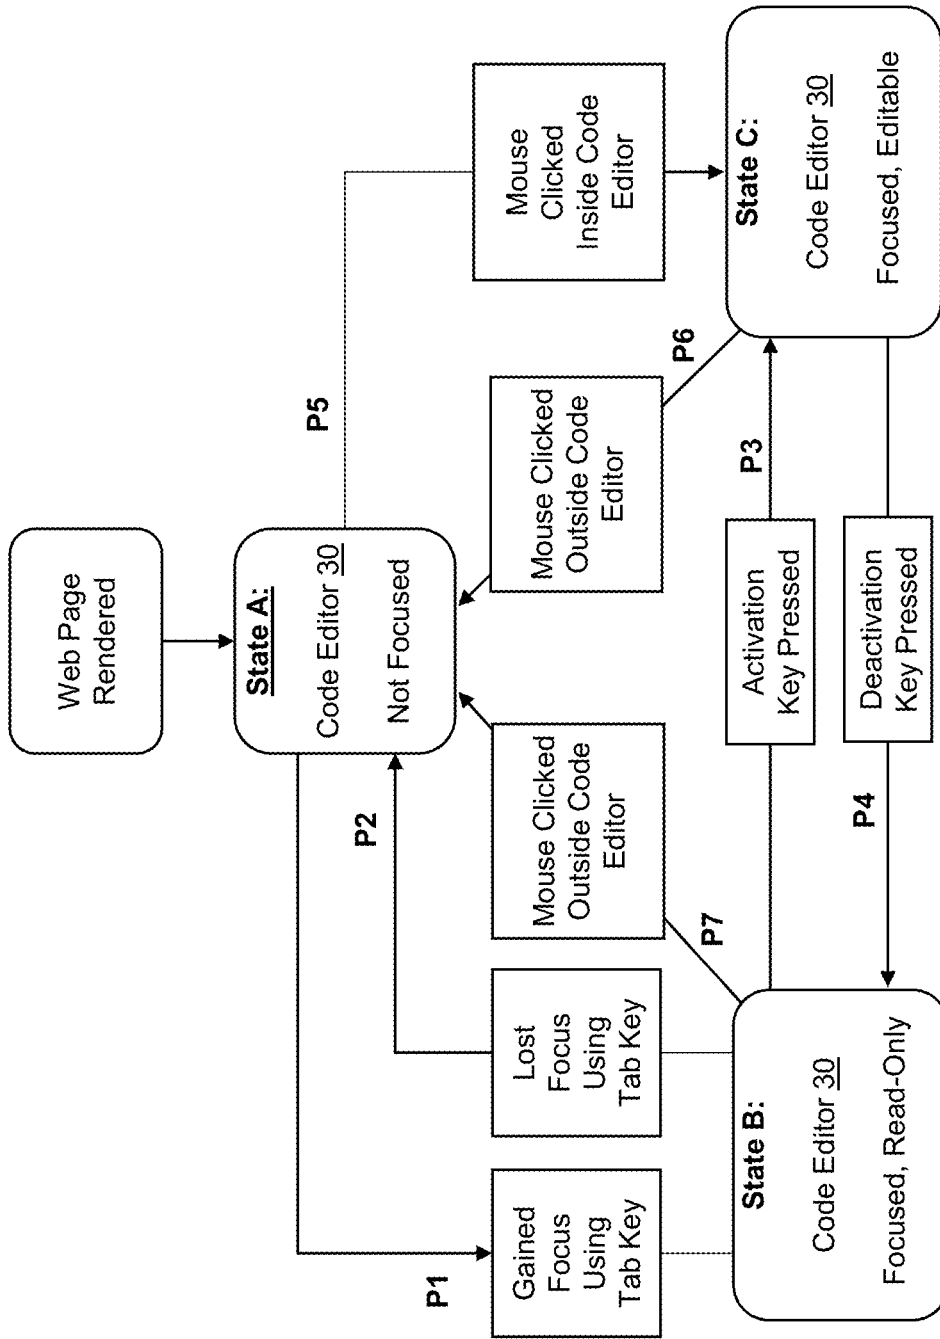 Web Page
Rendered
State A:
Code Editor 30
Not Focused
P1
P2
P5
Gained
Focus
Using
Tab Key
Lost
Focus
Using
Tab Key
Mouse Clicked
Outside Code
Editor
Mouse Clicked
Outside Code
Editor
Mouse
Clicked
Inside Code
Editor
P7
P6
State B:
Code Editor 30
Focused, Read-Only
Activation
Key Pressed
P3
Deactivation
Key Pressed
P4
State C:
Code Editor 30
Focused, Editable